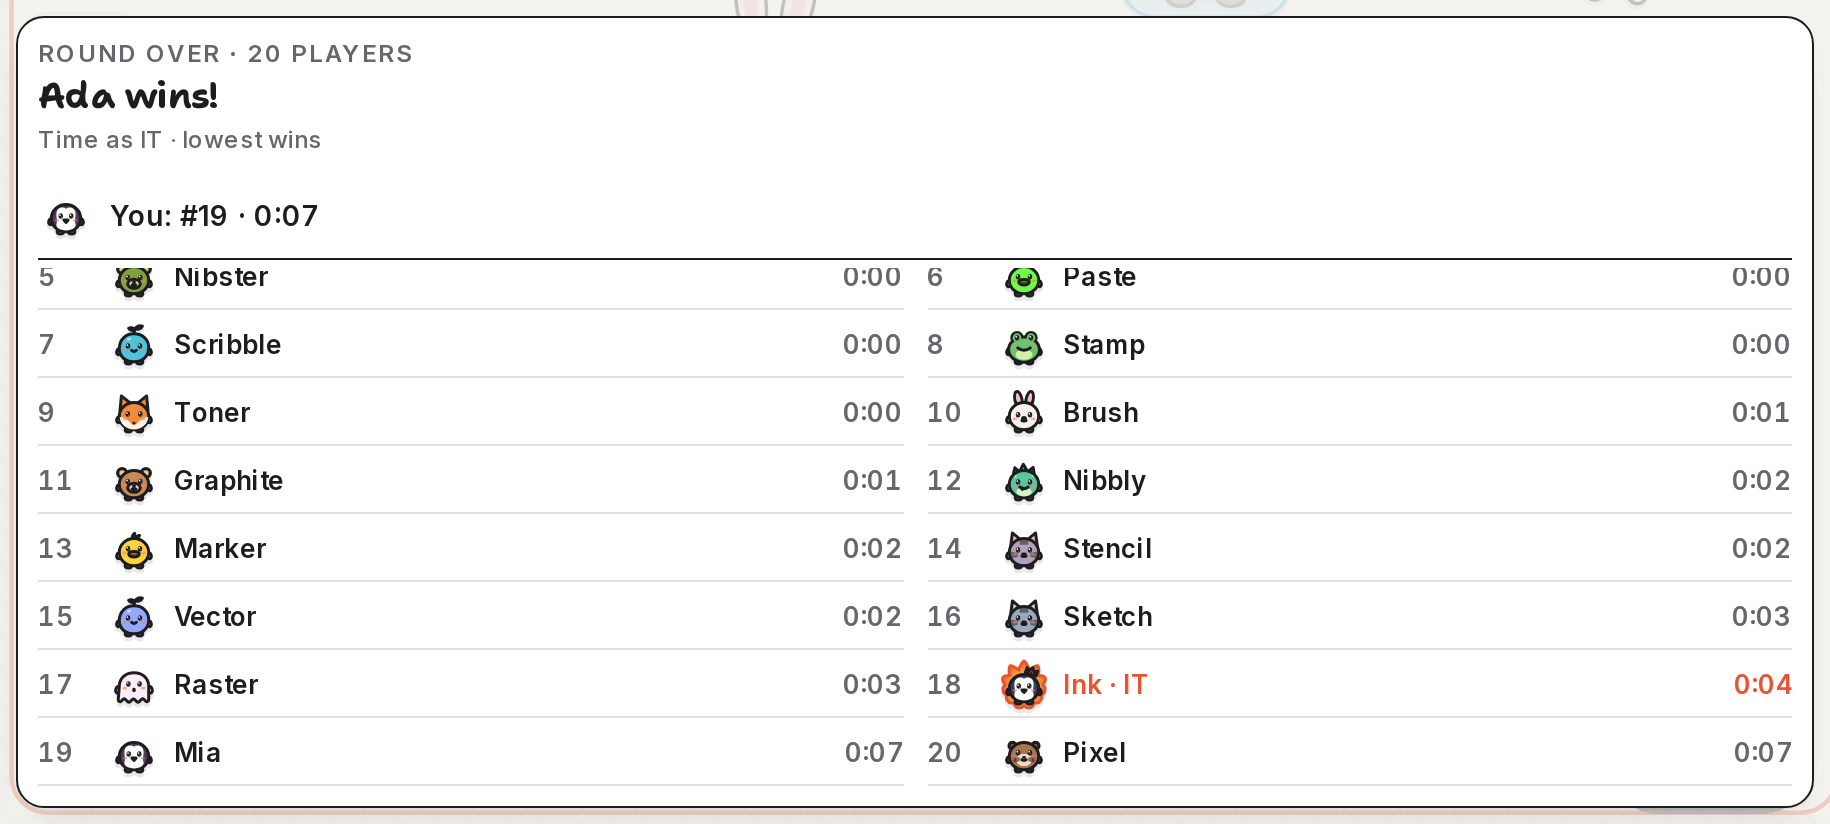 ROUND OVER · 20 PLAYERS
Ada wins!
Time as IT · lowest wins
You: #19 · 0:07
5 Nibster 0:00 6 Paste 0:00
7 Scribble 0:00 8 Stamp 0:00
9 Toner 0:00 10 Brush 0:01
11 Graphite 0:01 12 Nibbly 0:02
13 Marker 0:02 14 Stencil 0:02
15 Vector 0:02 16 Sketch 0:03
17 Raster 0:03 18 Ink · IT 0:04
19 Mia 0:07 20 Pixel 0:07